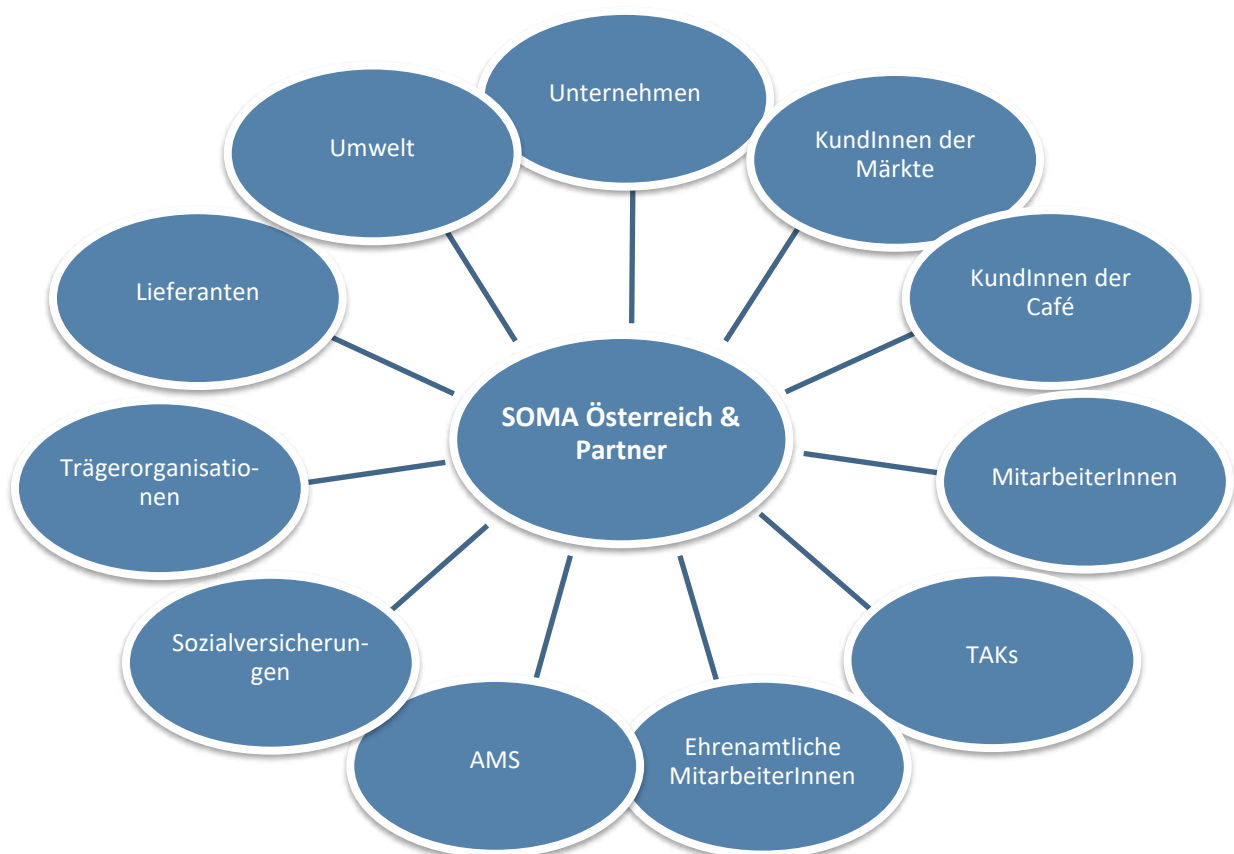 Unternehmen
KundInnen der
Märkte
KundInnen der
Café
MitarbeiterInnen
TAKs
Ehrenamtliche
MitarbeiterInnen
AMS
Sozialversicherun-
gen
Trägerorganisatio-
nen
Lieferanten
Umwelt
SOMA Österreich &
Partner